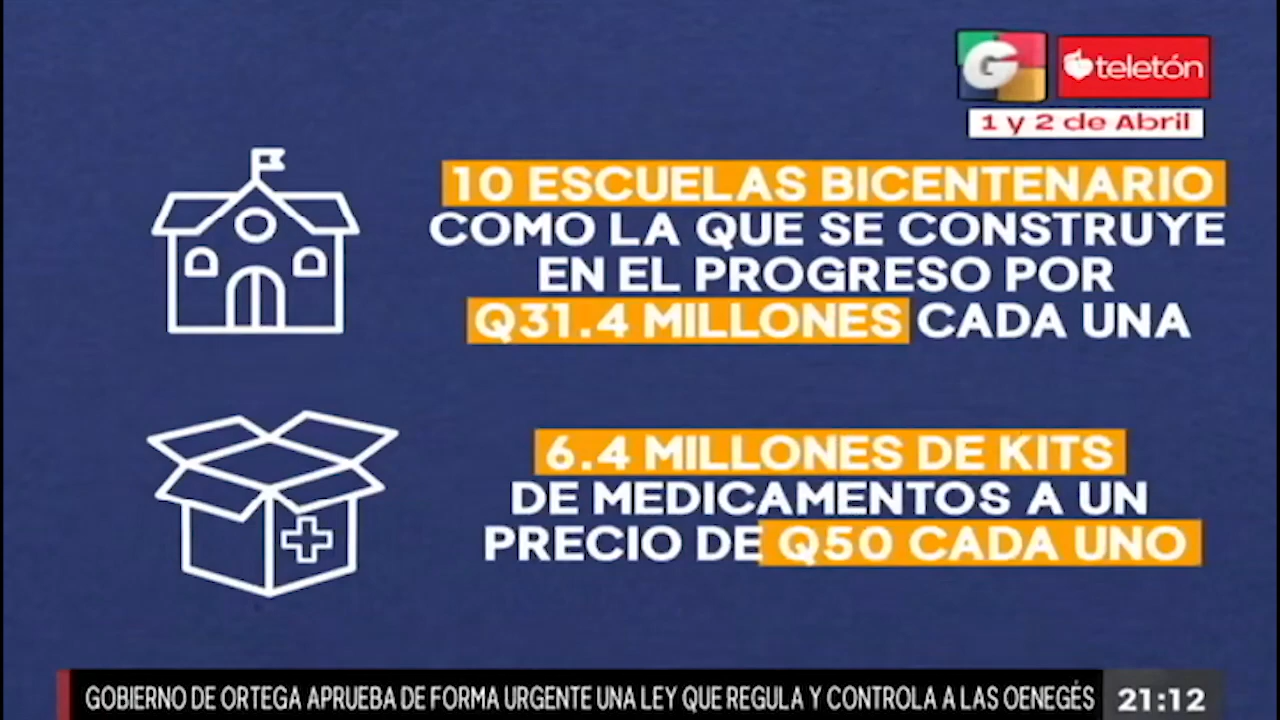 G teletón
1 y 2 de Abril
10 ESCUELAS BICENTENARIO
COMO LA QUE SE CONSTRUYE
EN EL PROGRESO POR
Q31.4 MILLONES CADA UNA
6.4 MILLONES DE KITS
DE MEDICAMENTOS A UN
PRECIO DE Q50 CADA UNO
GOBIERNO DE ORTEGA APRUEBA DE FORMA URGENTE UNA LEY QUE REGULA Y CONTROLA A LAS OENEGÉS 21:12